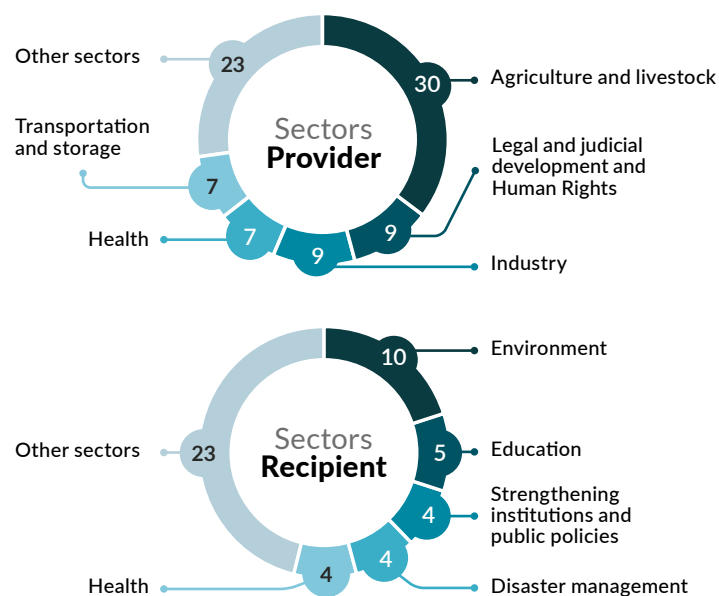 Other sectors
23
30
Agriculture and livestock
Transportation
and storage
Sectors
Provider
Legal and judicial
development and
Human Rights
7
Health
7
9
9
Industry
10
Environment
Other sectors
23
Sectors
Recipient
5
Education
4
Strengthening
institutions and
public policies
Health
4
4
Disaster management